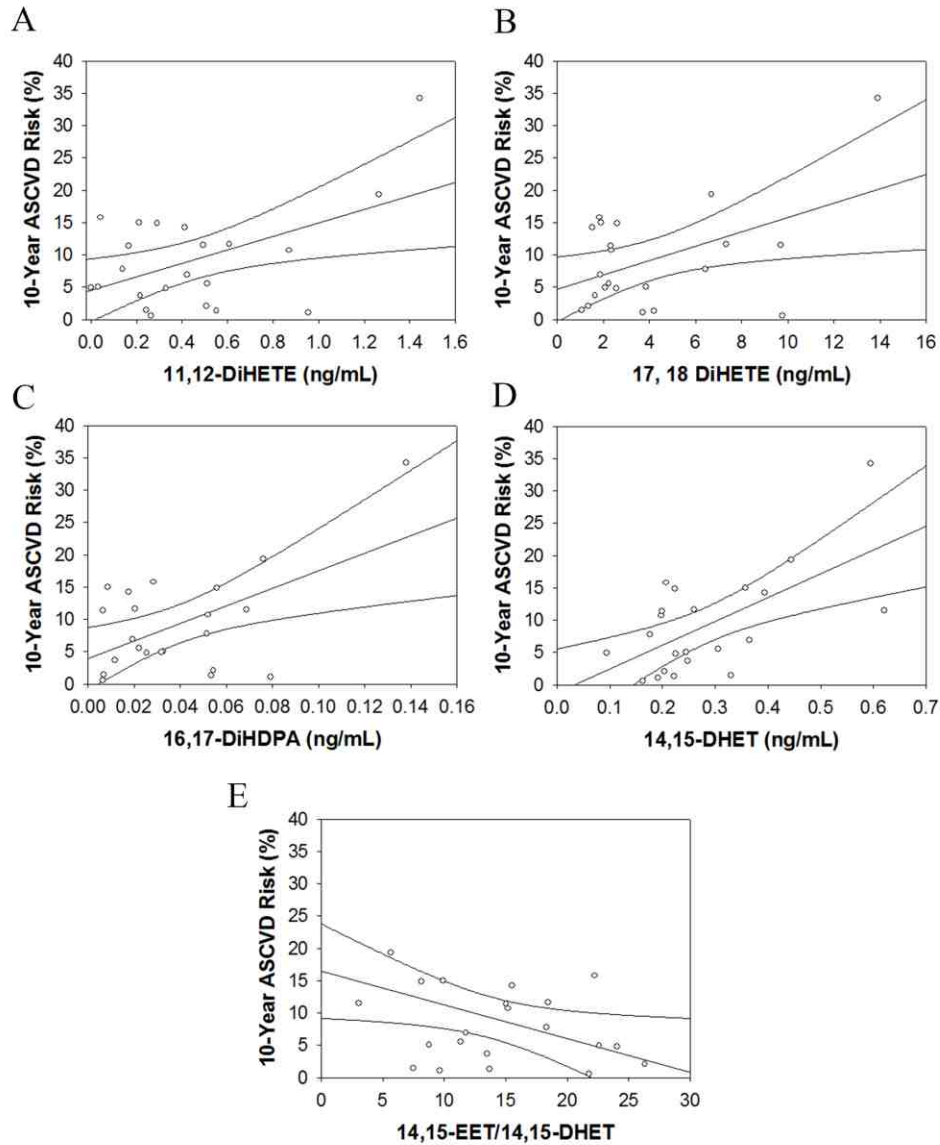 A
10-Year ASCVD Risk (%)
40
35
30
25
20
15
10
5
0
0.0 0.2 0.4 0.6 0.8 1.0 1.2 1.4 1.6
11,12-DiHETE (ng/mL)
B
10-Year ASCVD Risk (%)
40
35
30
25
20
15
10
5
0
0 2 4 6 8 10 12 14 16
17, 18 DiHETE (ng/mL)
C
10-Year ASCVD Risk (%)
40
35
30
25
20
15
10
5
0
0.00 0.02 0.04 0.06 0.08 0.10 0.12 0.14 0.16
16,17-DiHDPA (ng/mL)
D
10-Year ASCVD Risk (%)
40
35
30
25
20
15
10
5
0
0.0 0.1 0.2 0.3 0.4 0.5 0.6 0.7
14,15-DHET (ng/mL)
E
10-Year ASCVD Risk (%)
40
35
30
25
20
15
10
5
0
0 5 10 15 20 25 30
14,15-EET/14,15-DHET